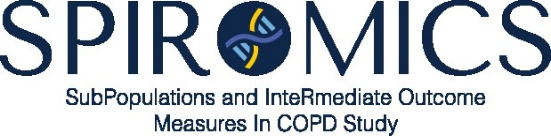 SPIROMICS
SubPopulations and InteRmediate Outcome
Measures In COPD Study